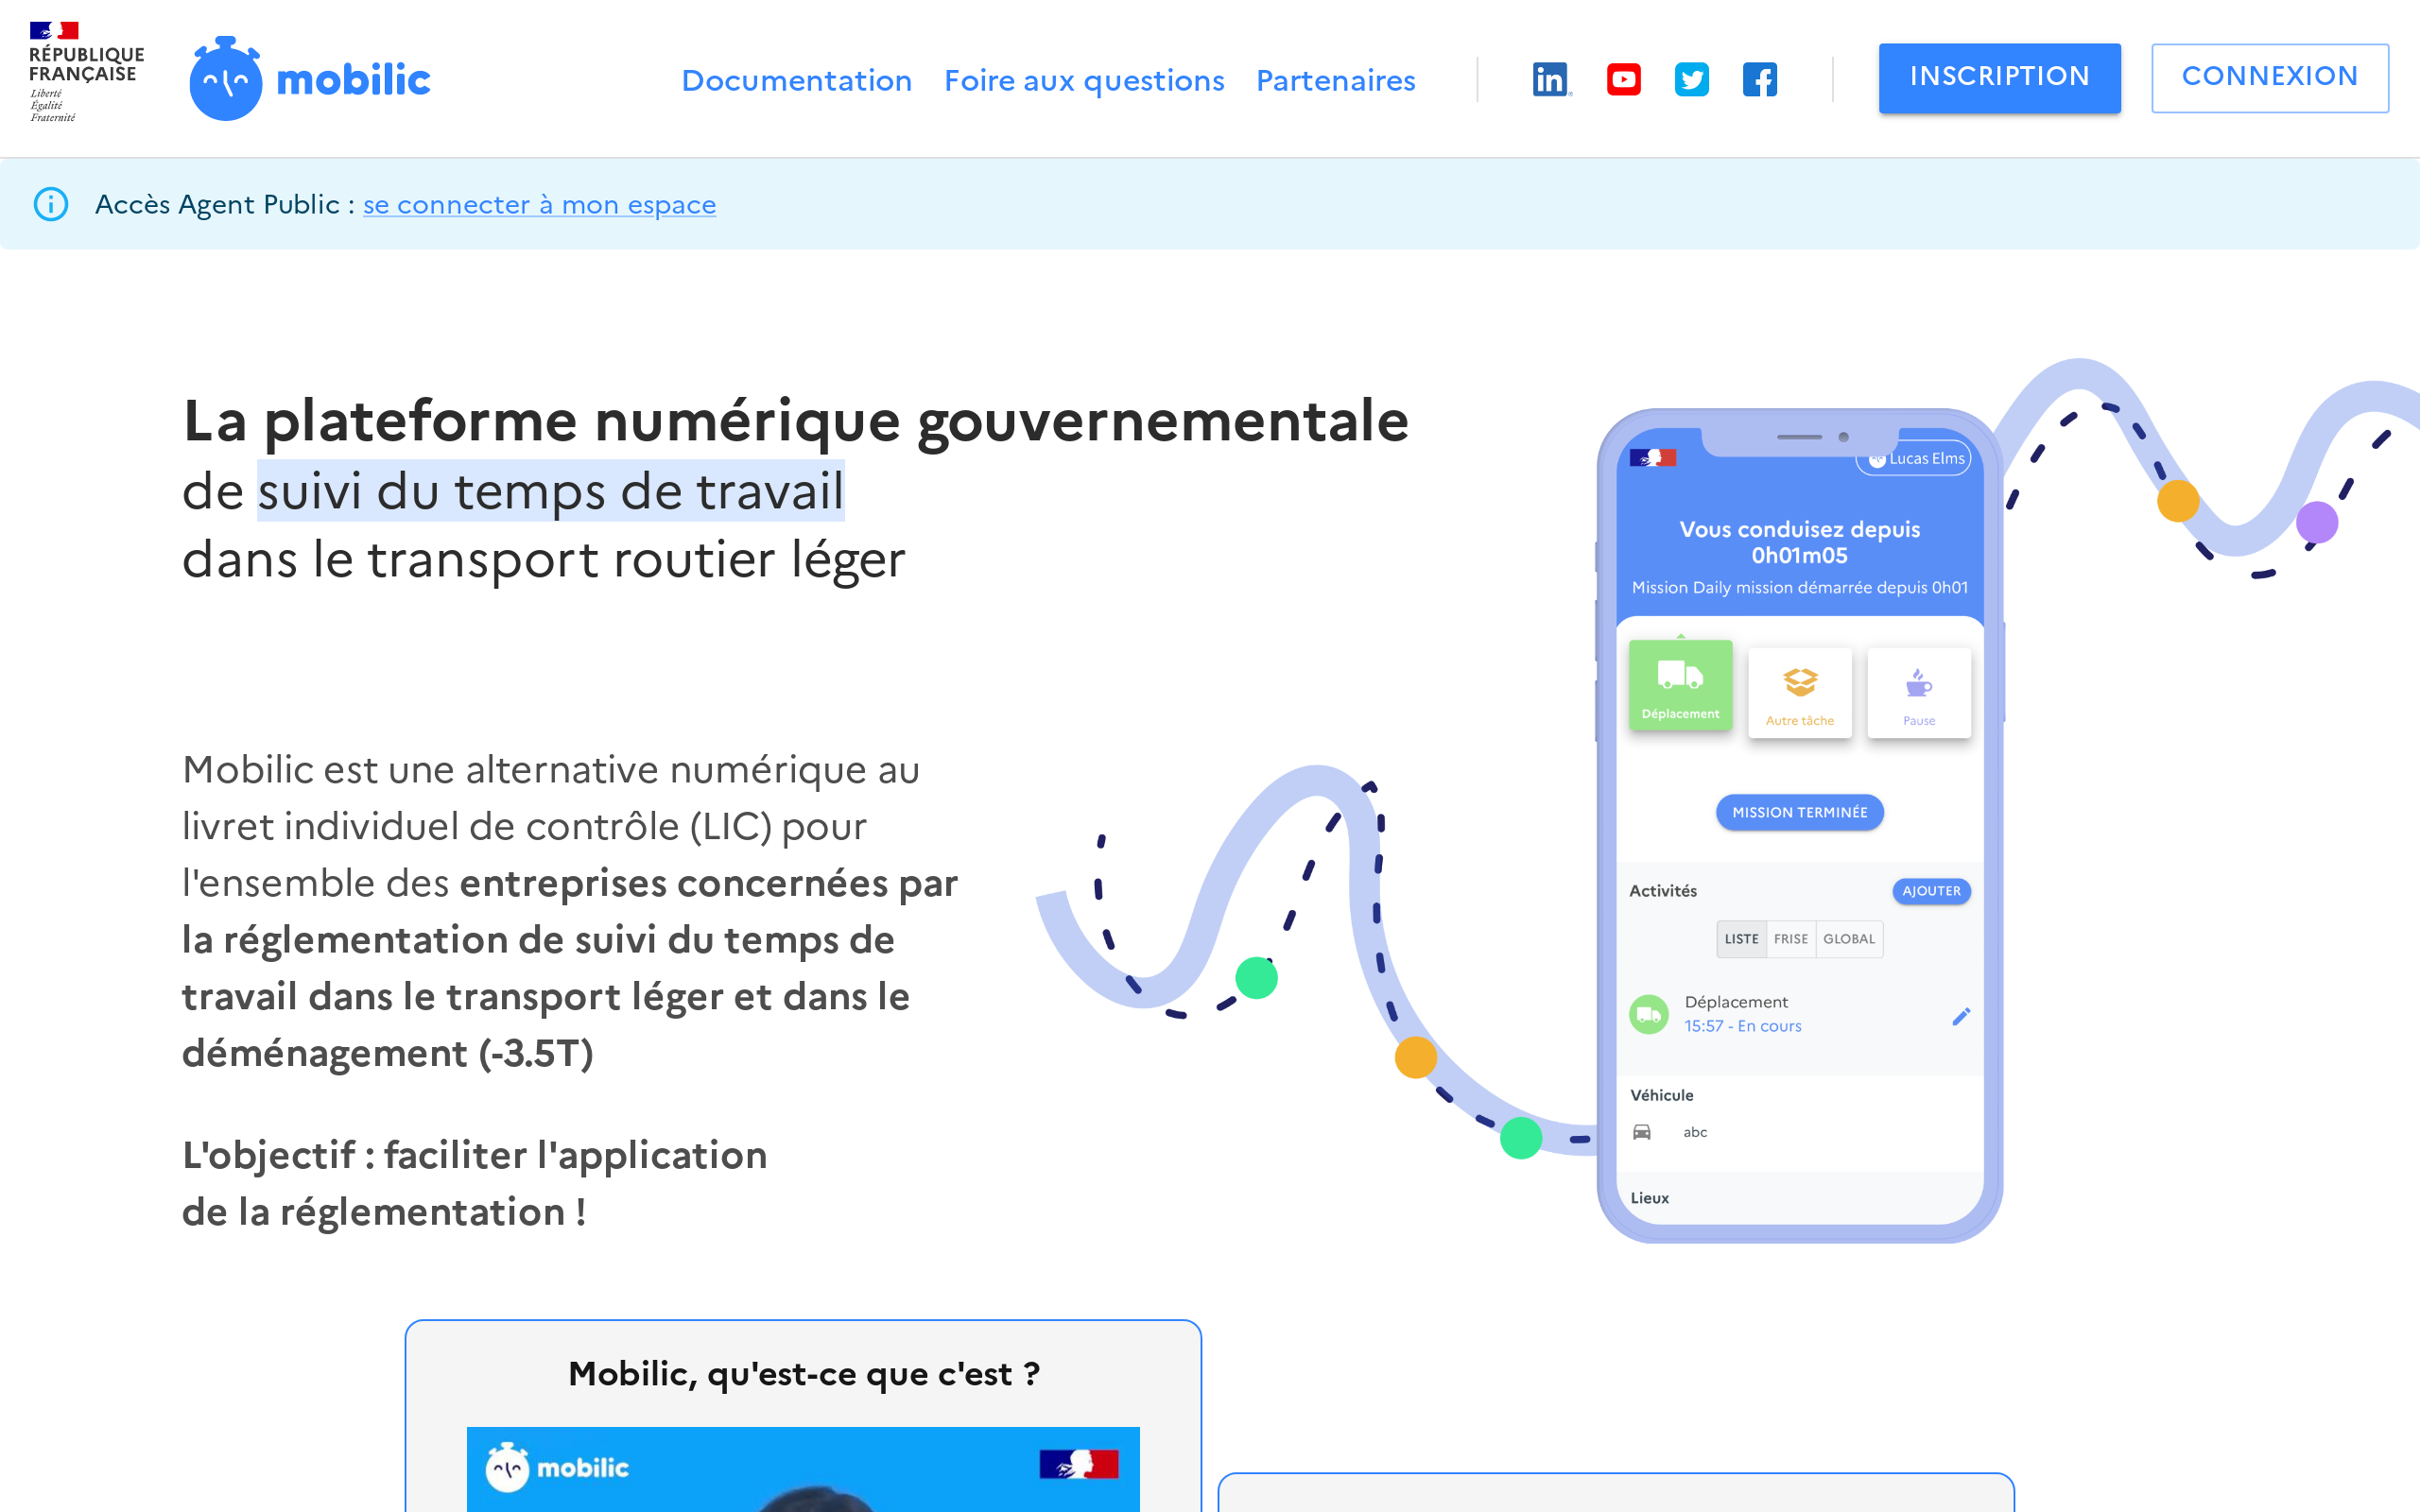 RÉPUBLIQUE
FRANÇAISE
Liberté
Égalité
Fraternité
mobilic
Documentation
Foire aux questions
Partenaires
in
INSCRIPTION
CONNEXION
Accès Agent Public : se connecter à mon espace
La plateforme numérique gouvernementale
de suivi du temps de travail
dans le transport routier léger
Mobilic est une alternative numérique au
livret individuel de contrôle (LIC) pour
l'ensemble des entreprises concernées par
la réglementation de suivi du temps de
travail dans le transport léger et dans le
déménagement (-3.5T)
L'objectif : faciliter l'application
de la réglementation !
Lucas Elms
Vous conduisez depuis
0h01m05
Mission Daily mission démarrée depuis 0h01
Déplacement
Autre tâche
Pause
MISSION TERMINÉE
Activités
AJOUTER
LISTE
FRISE
GLOBAL
Déplacement
15:57 - En cours
Véhicule
abc
Lieux
Mobilic, qu'est-ce que c'est ?
mobilic